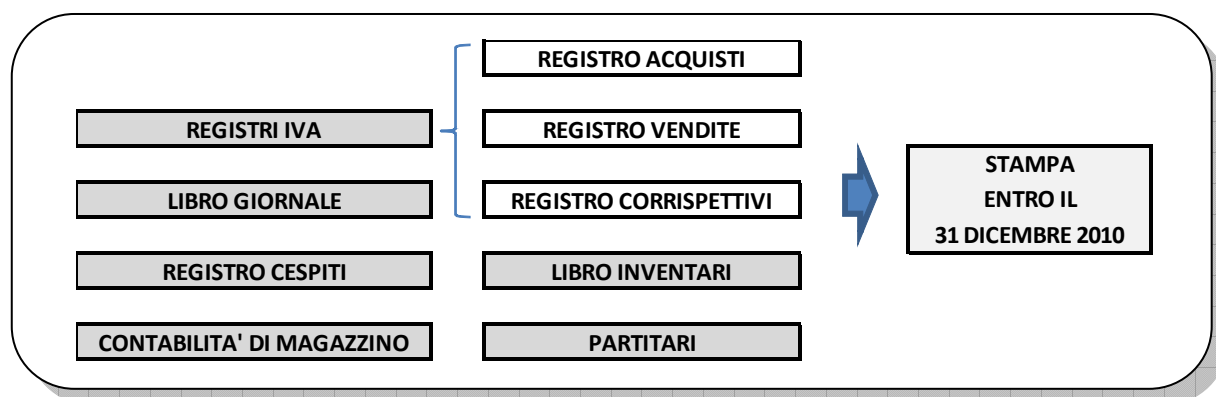 REGISTRO ACQUISTI
REGISTRI IVA
REGISTRO VENDITE
LIBRO GIORNALE
REGISTRO CORRISPETTIVI
REGISTRO CESPITI
LIBRO INVENTARI
CONTABILITA' DI MAGAZZINO
PARTITARI
STAMPA
ENTRO IL
31 DICEMBRE 2010